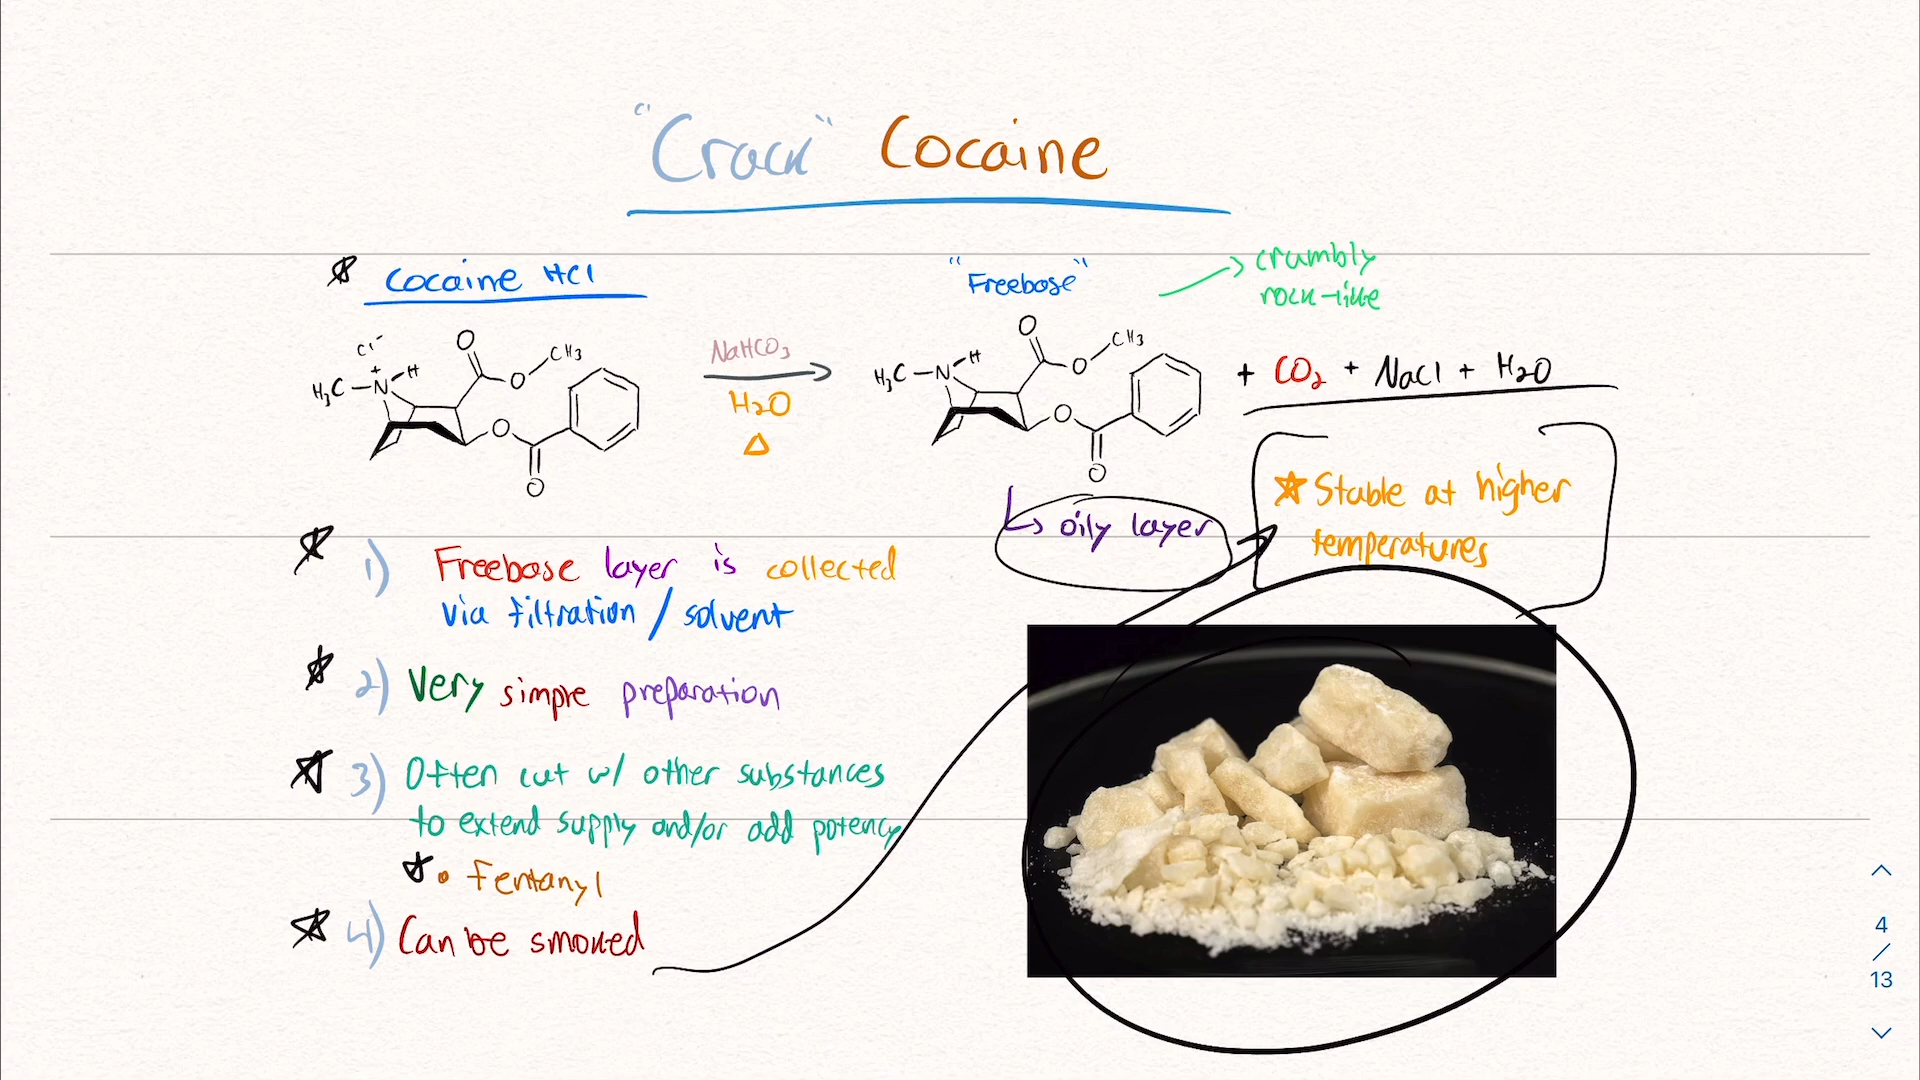 "Crack" Cocaine
Cocaine HCl
"Freebase"
crumbly
rock-like
Cl⁻
H₃C-N⁺-H
O
O
CH₃
O
O
NaHCO₃
H₂O
Δ
H₃C-N-H
O
O
CH₃
O
O
+ CO₂ + NaCl + H₂O
oily layer
Stable at higher
temperatures
1) Freebase layer is collected
via filtration / solvent
2) Very simple preparation
3) Often cut w/ other substances
to extend supply and/or add potency
• Fentanyl
4) Can be smoked
4
/
13